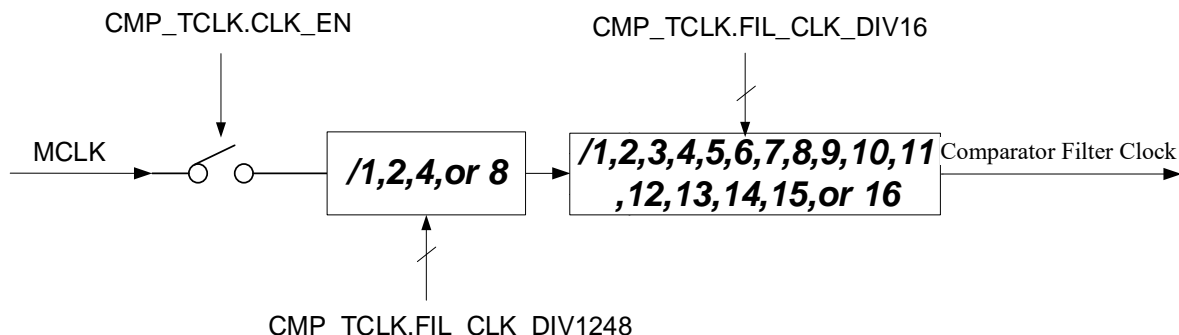 CMP_TCLK.CLK_EN
CMP_TCLK.FIL_CLK_DIV16
MCLK
/1,2,4,or 8
/1,2,3,4,5,6,7,8,9,10,11
,12,13,14,15,or 16
Comparator Filter Clock
CMP_TCLK.FIL_CLK_DIV1248